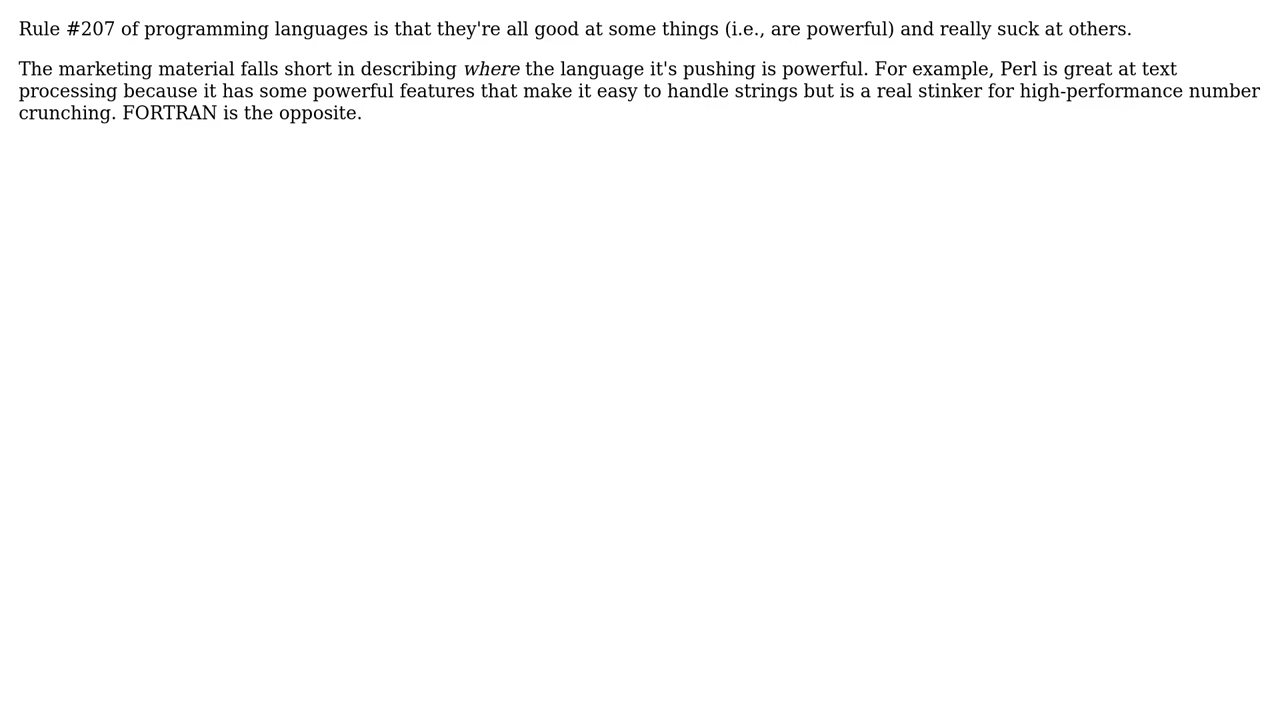 Rule #207 of programming languages is that they're all good at some things (i.e., are powerful) and really suck at others.
The marketing material falls short in describing where the language it's pushing is powerful. For example, Perl is great at text
processing because it has some powerful features that make it easy to handle strings but is a real stinker for high-performance number
crunching. FORTRAN is the opposite.